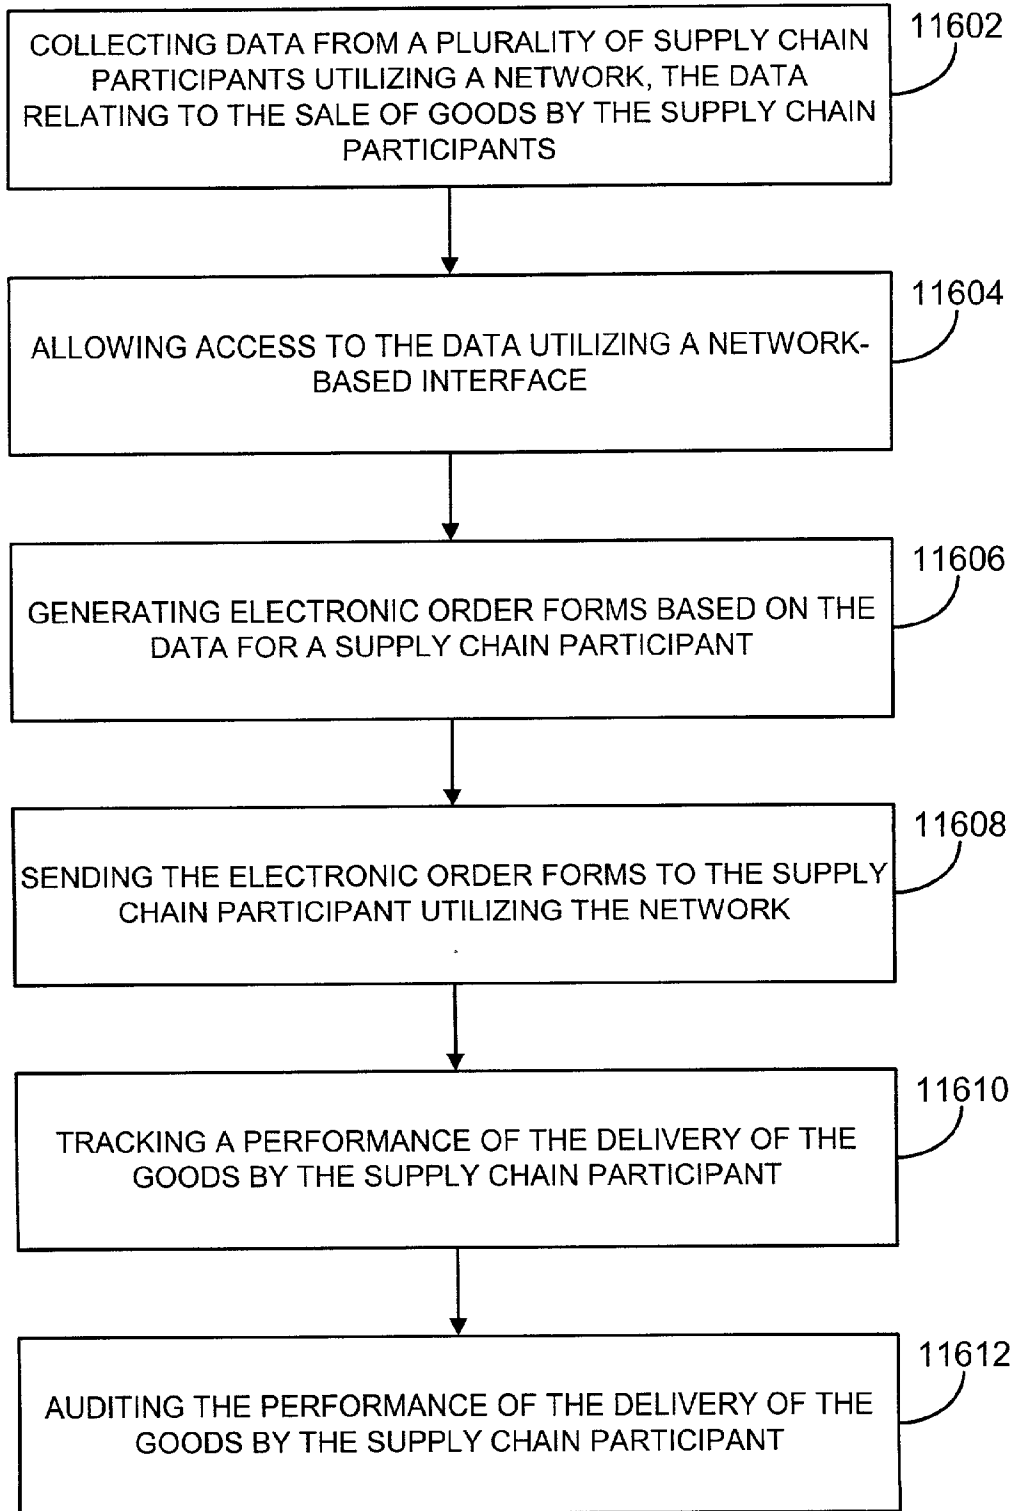 11602
COLLECTING DATA FROM A PLURALITY OF SUPPLY CHAIN
PARTICIPANTS UTILIZING A NETWORK, THE DATA
RELATING TO THE SALE OF GOODS BY THE SUPPLY CHAIN
PARTICIPANTS
11604
ALLOWING ACCESS TO THE DATA UTILIZING A NETWORK-
BASED INTERFACE
11606
GENERATING ELECTRONIC ORDER FORMS BASED ON THE
DATA FOR A SUPPLY CHAIN PARTICIPANT
11608
SENDING THE ELECTRONIC ORDER FORMS TO THE SUPPLY
CHAIN PARTICIPANT UTILIZING THE NETWORK
11610
TRACKING A PERFORMANCE OF THE DELIVERY OF THE
GOODS BY THE SUPPLY CHAIN PARTICIPANT
11612
AUDITING THE PERFORMANCE OF THE DELIVERY OF THE
GOODS BY THE SUPPLY CHAIN PARTICIPANT